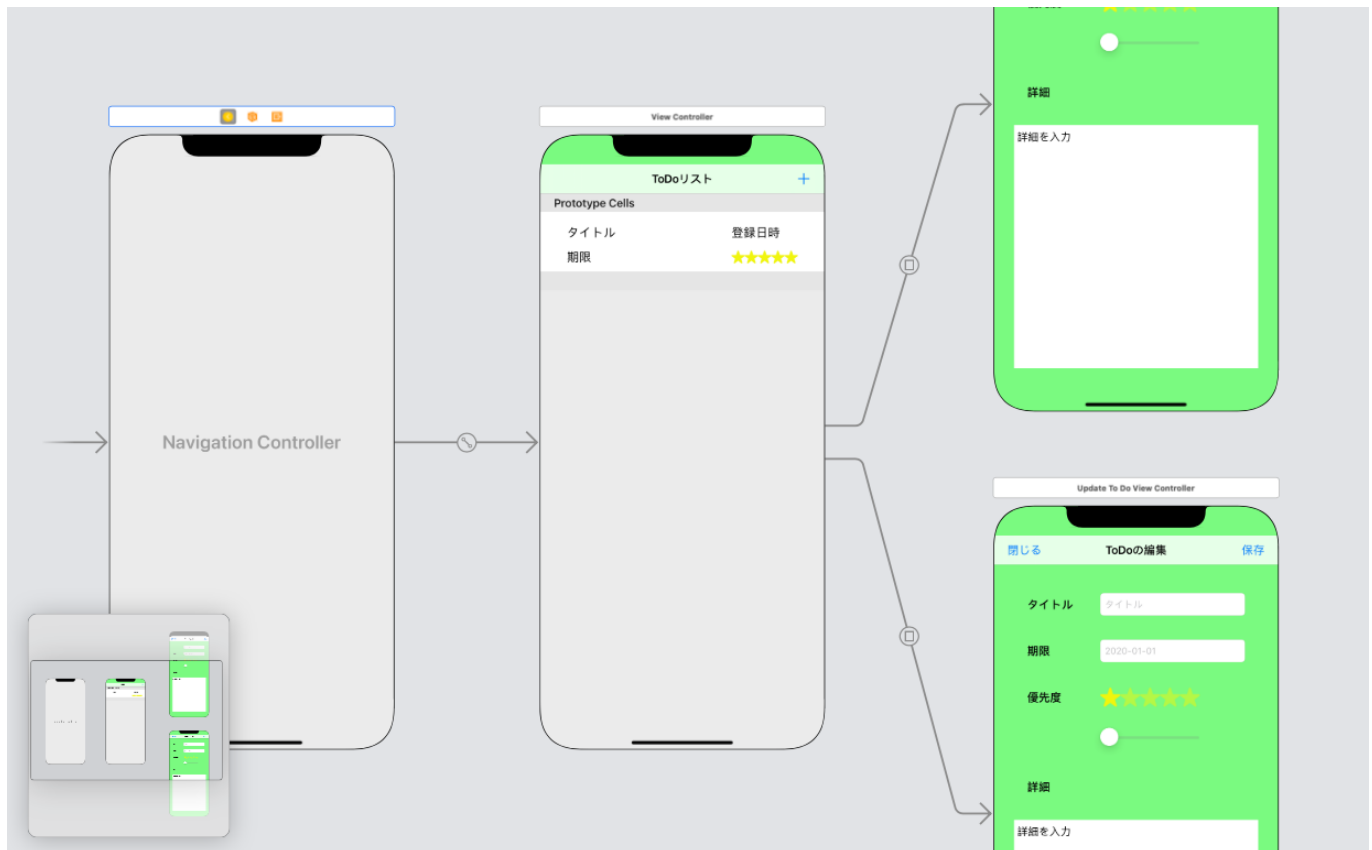 Navigation Controller
View Controller
ToDoリスト
Prototype Cells
タイトル 登録日時
期限
詳細
詳細を入力
Update To Do View Controller
閉じる ToDoの編集 保存
タイトル タイトル
期限 2020-01-01
優先度
詳細
詳細を入力